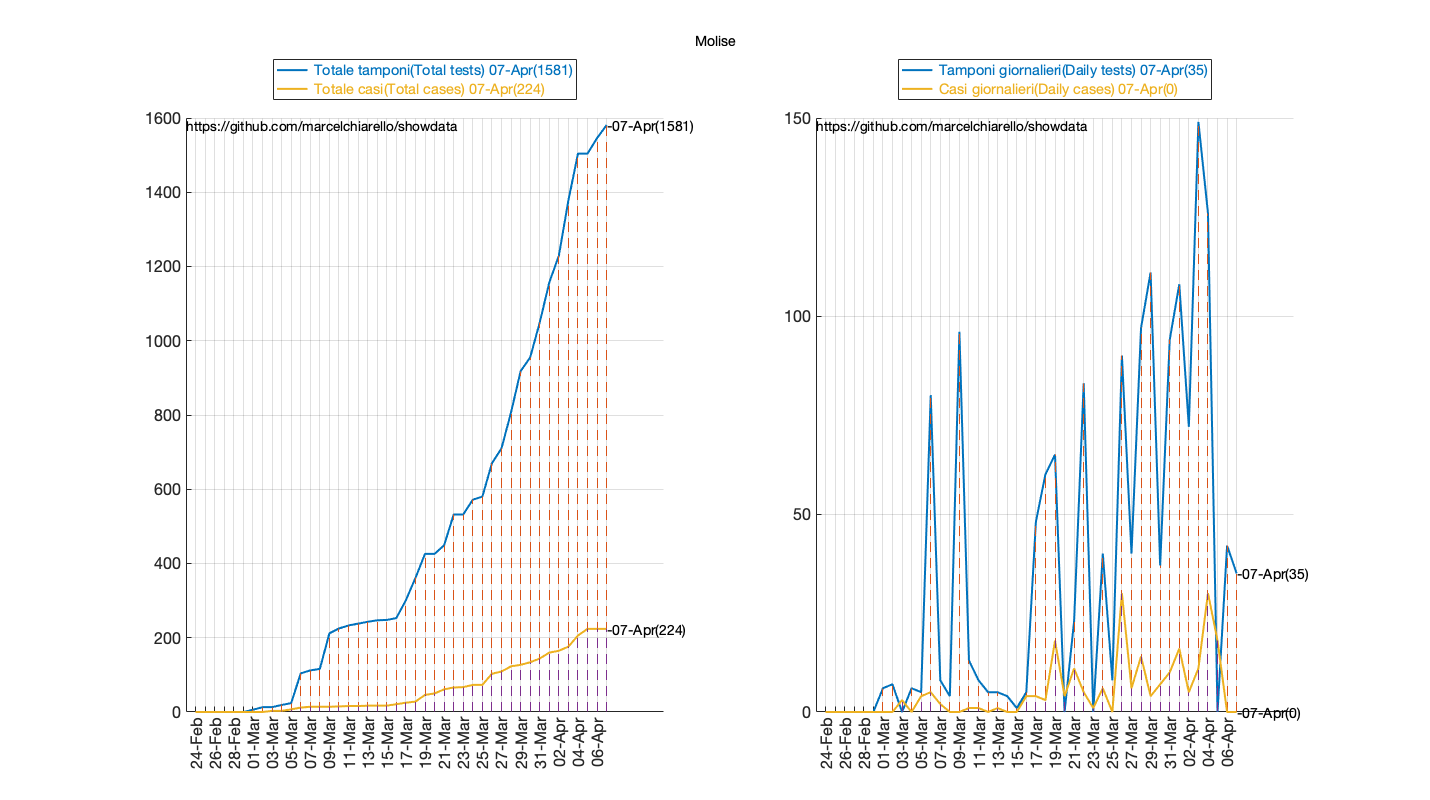 Molise
Totale tamponi(Total tests) 07-Apr(1581)
Totale casi(Total cases) 07-Apr(224)
https://github.com/marcelchiarello/showdata
-07-Apr(1581)
-07-Apr(224)
1600
1400
1200
1000
800
600
400
200
0
24-Feb
26-Feb
28-Feb
01-Mar
03-Mar
05-Mar
07-Mar
09-Mar
11-Mar
13-Mar
15-Mar
17-Mar
19-Mar
21-Mar
23-Mar
25-Mar
27-Mar
29-Mar
31-Mar
02-Apr
04-Apr
06-Apr
Tamponi giornalieri(Daily tests) 07-Apr(35)
Casi giornalieri(Daily cases) 07-Apr(0)
https://github.com/marcelchiarello/showdata
-07-Apr(35)
-07-Apr(0)
150
100
50
0
24-Feb
26-Feb
28-Feb
01-Mar
03-Mar
05-Mar
07-Mar
09-Mar
11-Mar
13-Mar
15-Mar
17-Mar
19-Mar
21-Mar
23-Mar
25-Mar
27-Mar
29-Mar
31-Mar
02-Apr
04-Apr
06-Apr